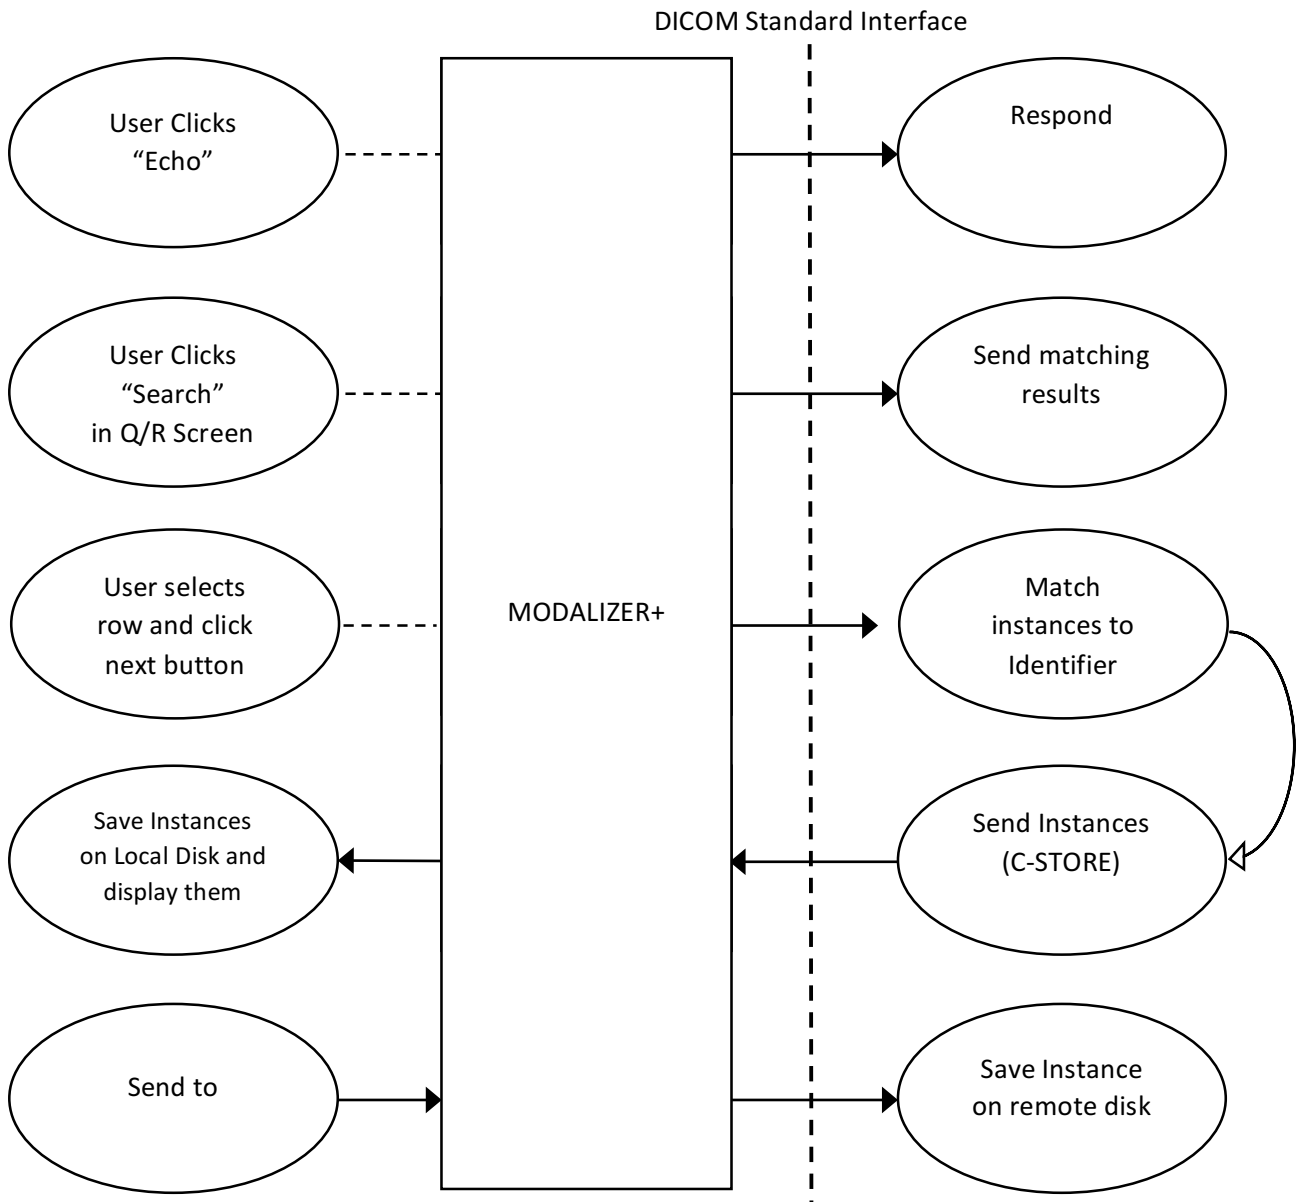 DICOM Standard Interface
User Clicks
“Echo”
Respond
User Clicks
“Search”
in Q/R Screen
Send matching
results
User selects
row and click
next button
MODALIZER+
Match
instances to
Identifier
Save Instances
on Local Disk and
display them
Send Instances
(C-STORE)
Send to
Save Instance
on remote disk